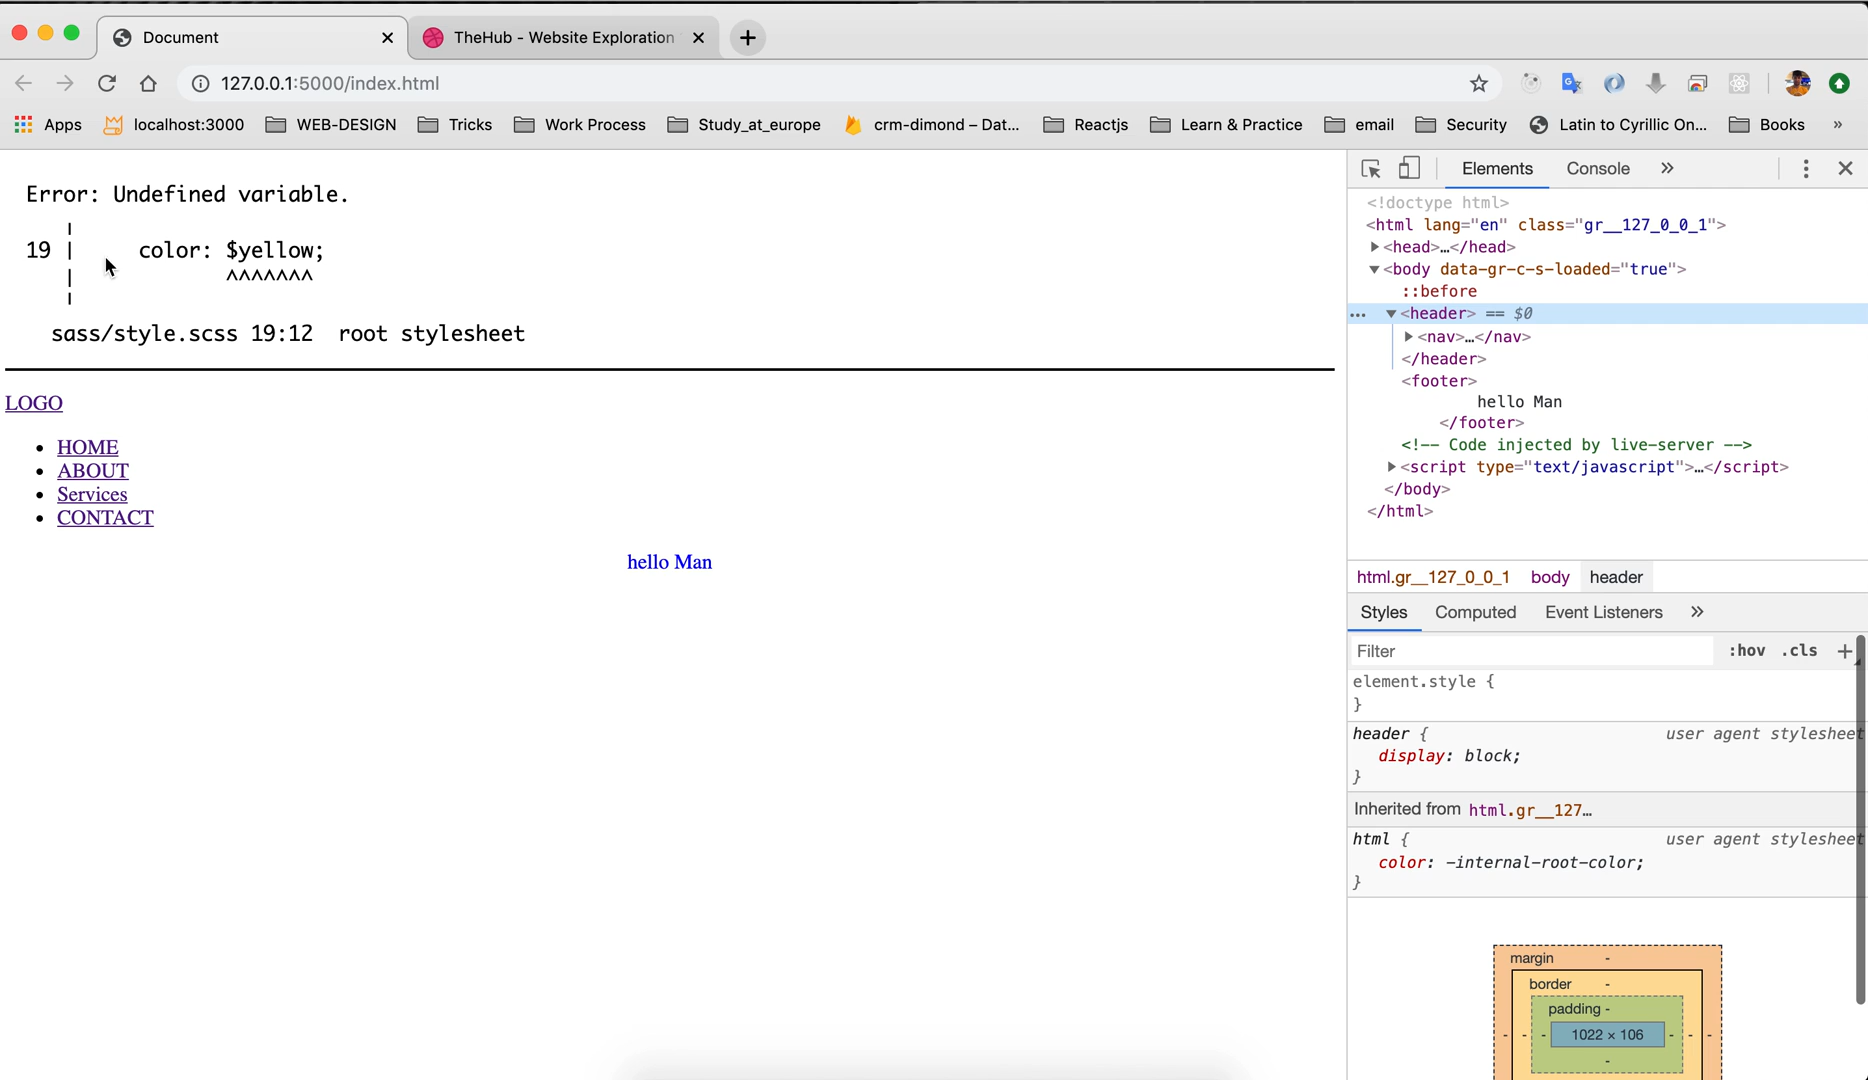 Document
TheHub - Website Exploration
127.0.0.1:5000/index.html
Apps
localhost:3000
WEB-DESIGN
Tricks
Work Process
Study_at_europe
crm-dimond – Dat...
Reactjs
Learn & Practice
email
Security
Latin to Cyrillic On...
Books
»
Error: Undefined variable.
19 | color: $yellow;
^^^^^^^
sass/style.scss 19:12 root stylesheet
LOGO
• HOME
• ABOUT
• Services
• CONTACT
hello Man
Elements Console »
<!doctype html>
<html lang="en" class="gr__127_0_0_1">
▶<head>…</head>
▼<body data-gr-c-s-loaded="true">
::before
… ▼<header> == $0
▶<nav>…</nav>
</header>
<footer>
hello Man
</footer>
<!-- Code injected by live-server -->
▶<script type="text/javascript">…</script>
</body>
</html>
html.gr__127_0_0_1 body header
Styles Computed Event Listeners »
Filter :hov .cls +
element.style {
}
header { user agent stylesheet
display: block;
}
Inherited from html.gr__127…
html { user agent stylesheet
color: -internal-root-color;
}
margin -
border -
padding -
- - - 1022 × 106 - - -
-